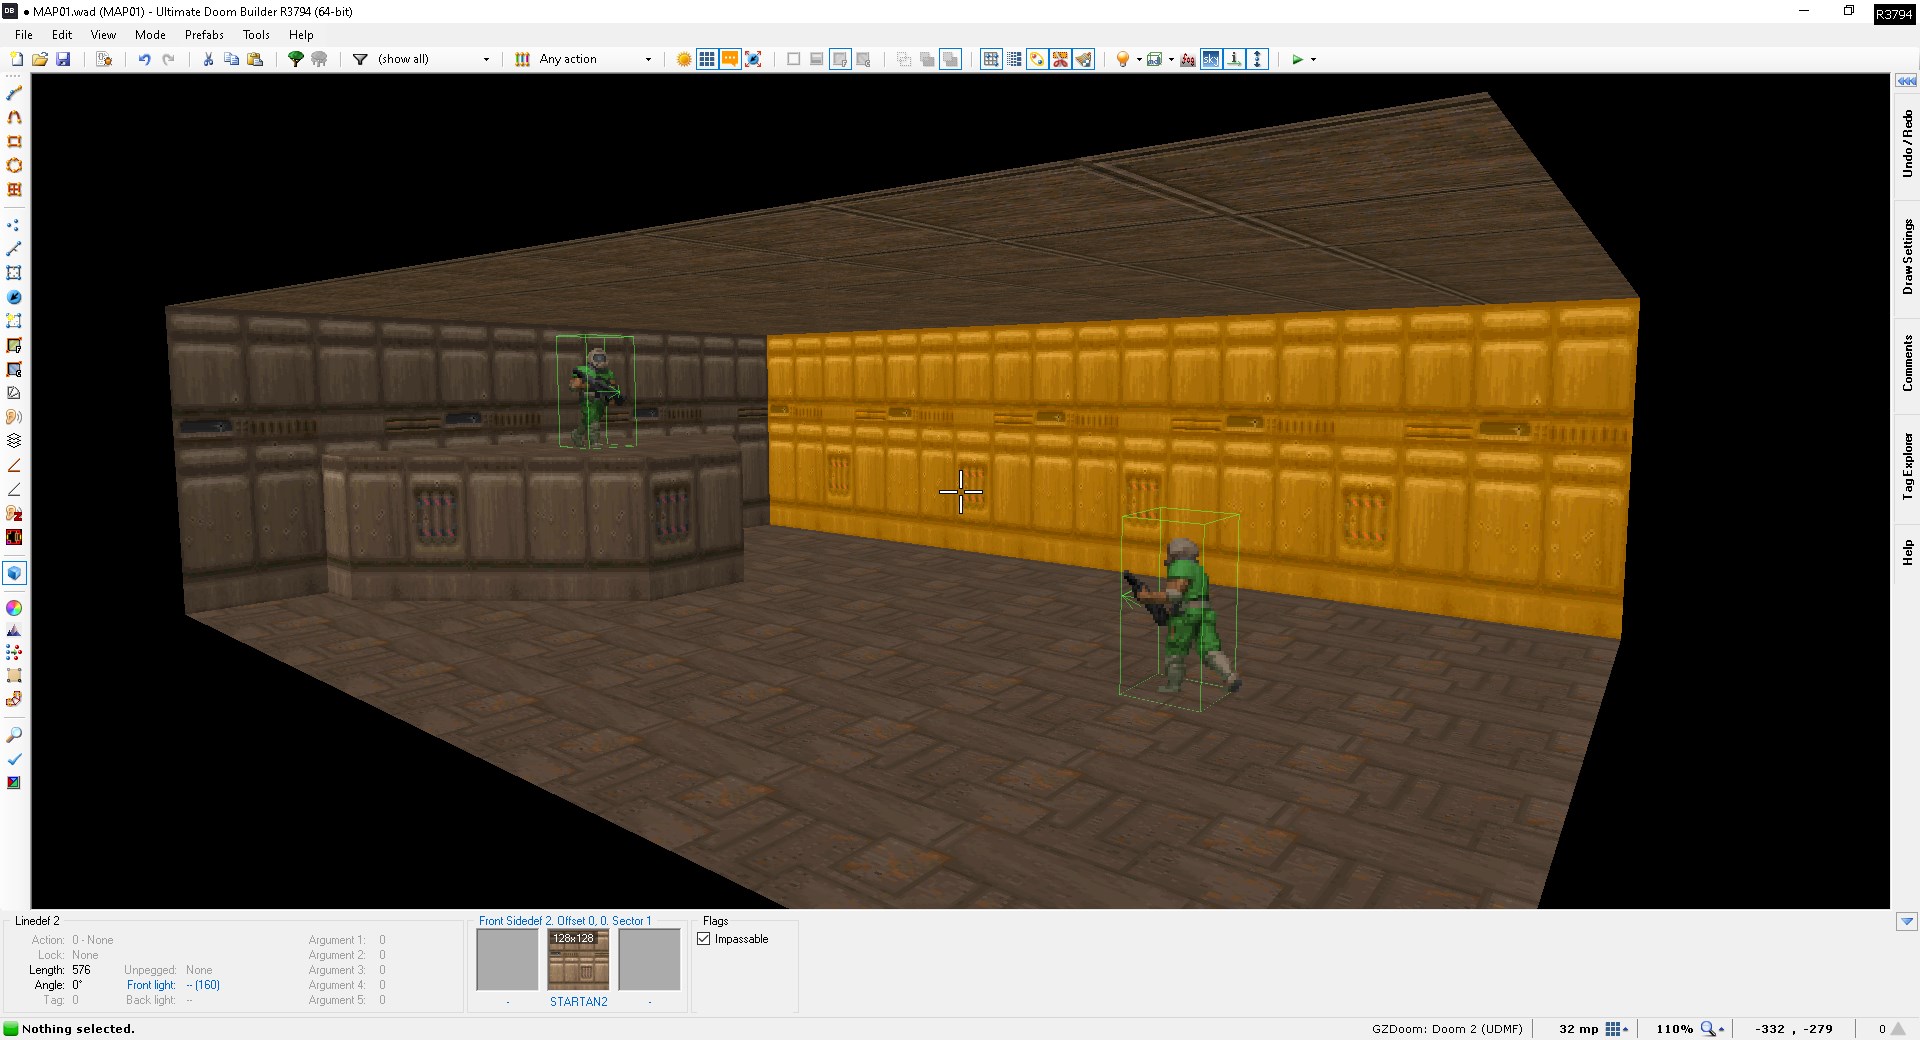 DB • MAP01.wad (MAP01) - Ultimate Doom Builder R3794 (64-bit)
R3794
File Edit View Mode Prefabs Tools Help
(show all) Any action
sky
Undo / Redo
Draw Settings
Comments
Tag Explorer
Help
Linedef 2
Action: 0 - None
Lock: None
Length: 576
Angle: 0°
Tag: 0
Unpegged: None
Front light: -- (160)
Back light: --
Argument 1: 0
Argument 2: 0
Argument 3: 0
Argument 4: 0
Argument 5: 0
Front Sidedef 2. Offset 0, 0. Sector 1
128x128
- STARTAN2 -
Flags
Impassable
Nothing selected.
GZDoom: Doom 2 (UDMF) 32 mp 110% -332 , -279 0